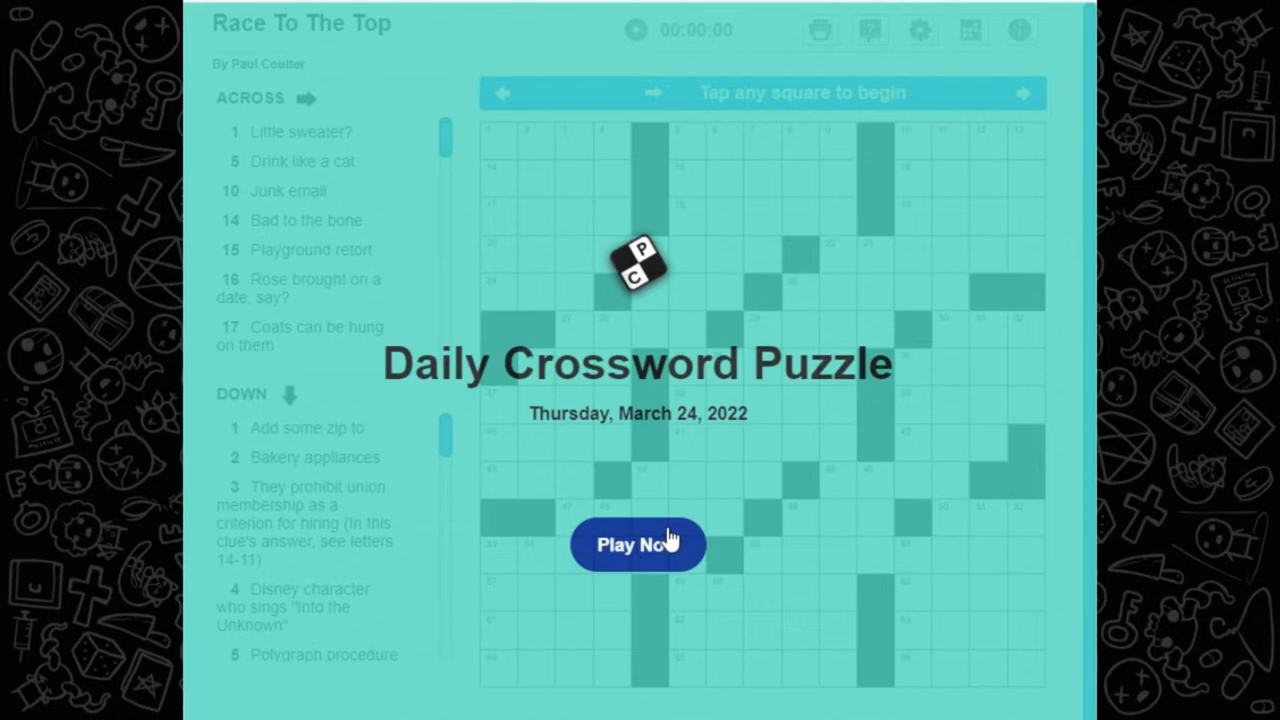 Race To The Top
00:00:00
By Paul Coulter
ACROSS
Tap any square to begin
1 Little sweater?
5 Drink like a cat
10 Junk email
14 Bad to the bone
15 Playground retort
16 Rose brought on a
date, say?
17 Coats can be hung
on them
P
C
Daily Crossword Puzzle
Thursday, March 24, 2022
DOWN
1 Add some zip to
2 Bakery appliances
3 They prohibit union
membership as a
criterion for hiring (In this
clue's answer, see letters
14-11)
Play No
4 Disney character
who sings "Into the
Unknown"
5 Polygraph procedure